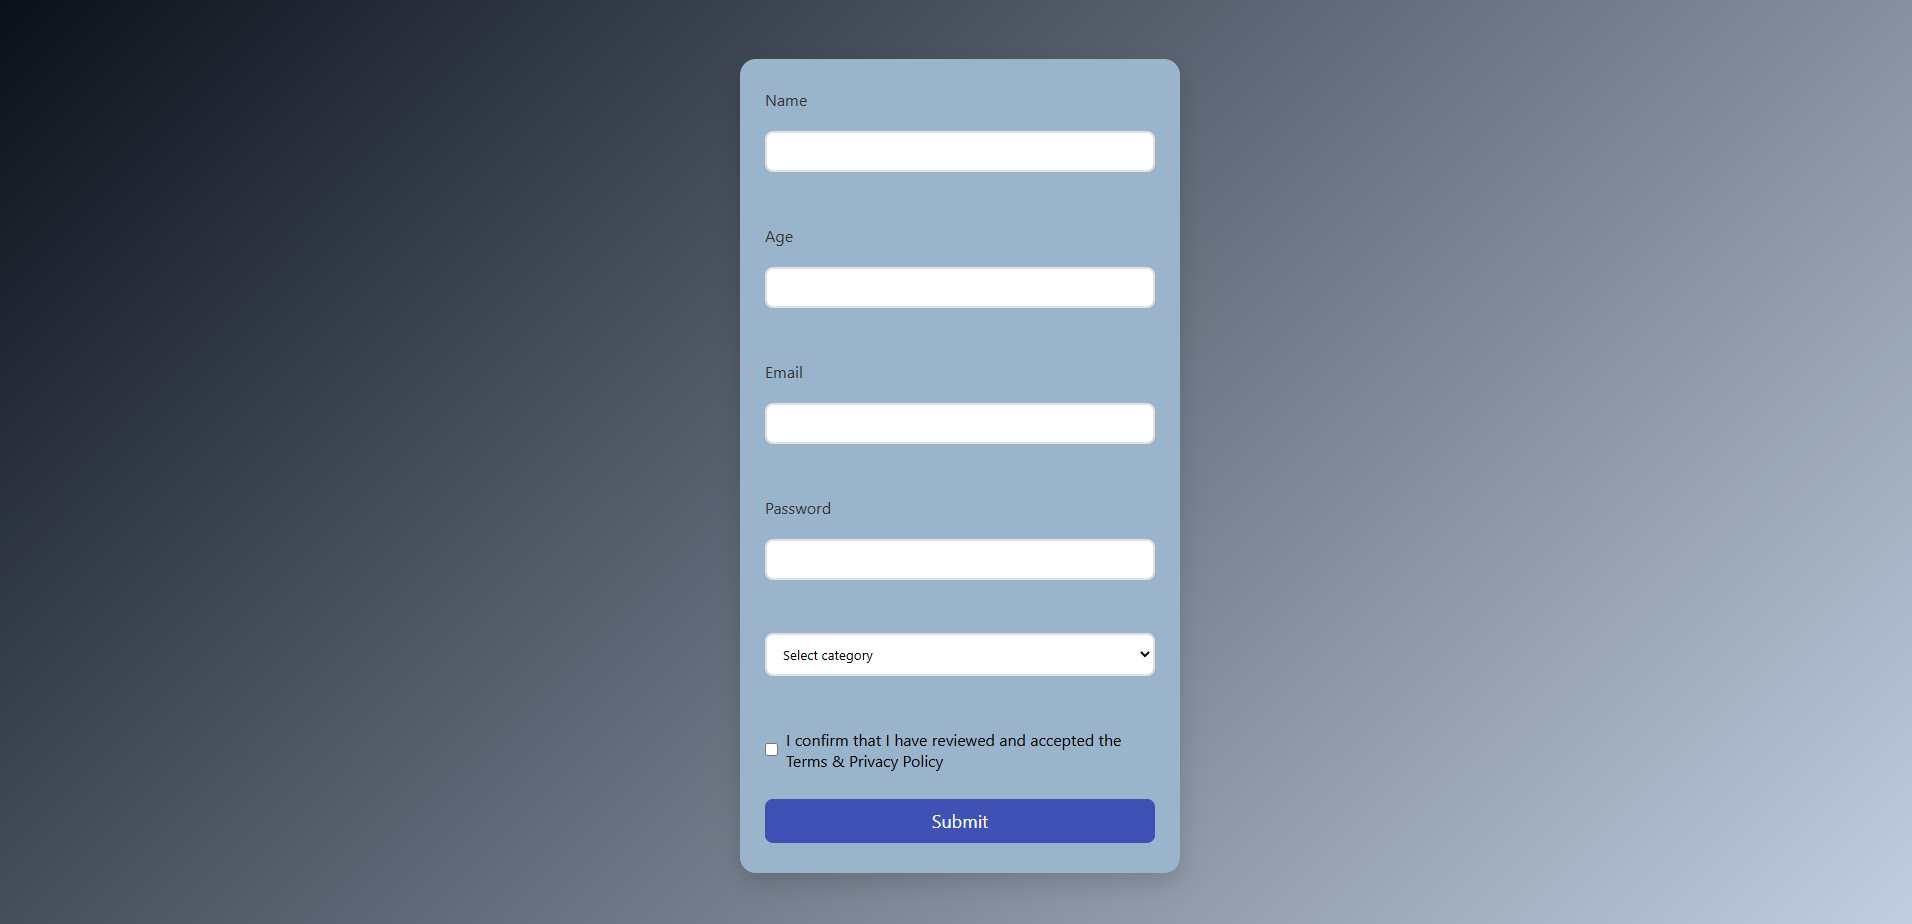 Name
Age
Email
Password
Select category
I confirm that I have reviewed and accepted the
Terms & Privacy Policy
Submit